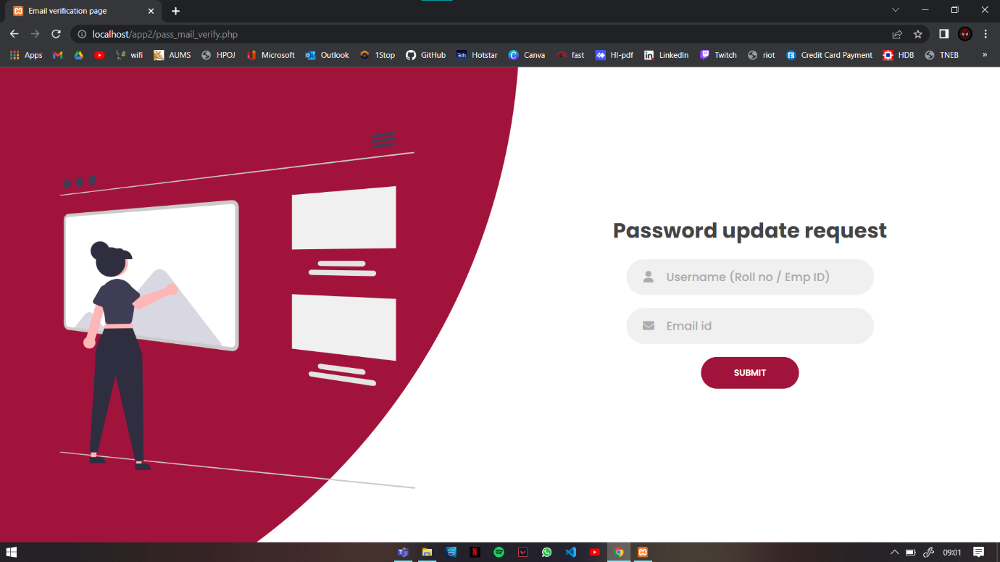 Email verification page
localhost/app2/pass_mail_verify.php
Apps wifi AUMS HPOJ Microsoft Outlook 1Stop GitHub Hotstar Canva fast HI-pdf LinkedIn Twitch riot Credit Card Payment HDB TNEB »
Password update request
Username (Roll no / Emp ID)
Email id
SUBMIT
09:01